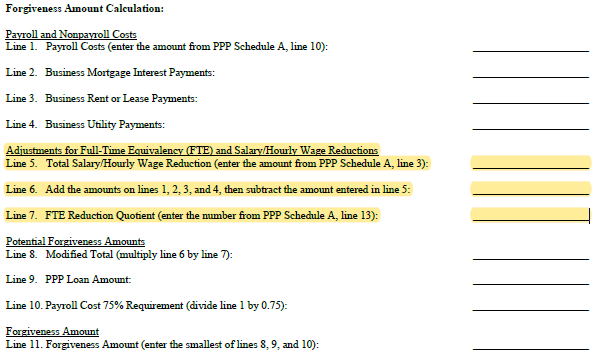 Forgiveness Amount Calculation:
Payroll and Nonpayroll Costs
Line 1. Payroll Costs (enter the amount from PPP Schedule A, line 10):
Line 2. Business Mortgage Interest Payments:
Line 3. Business Rent or Lease Payments:
Line 4. Business Utility Payments:
Adjustments for Full-Time Equivalency (FTE) and Salary/Hourly Wage Reductions
Line 5. Total Salary/Hourly Wage Reduction (enter the amount from PPP Schedule A, line 3):
Line 6. Add the amounts on lines 1, 2, 3, and 4, then subtract the amount entered in line 5:
Line 7. FTE Reduction Quotient (enter the number from PPP Schedule A, line 13):
Potential Forgiveness Amounts
Line 8. Modified Total (multiply line 6 by line 7):
Line 9. PPP Loan Amount:
Line 10. Payroll Cost 75% Requirement (divide line 1 by 0.75):
Forgiveness Amount
Line 11. Forgiveness Amount (enter the smallest of lines 8, 9, and 10):